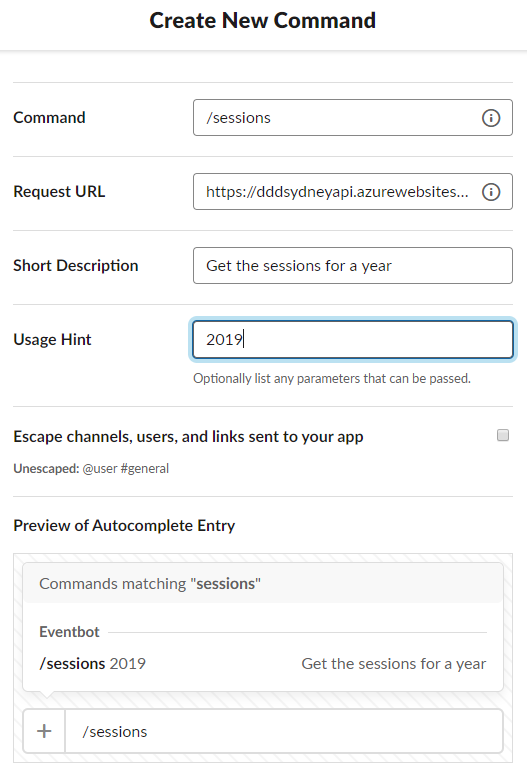 Create New Command
Command
/sessions
Request URL
https://dddsydneyapi.azurewebsites...
Short Description
Get the sessions for a year
Usage Hint
2019
Optionally list any parameters that can be passed.
Escape channels, users, and links sent to your app
Unescaped: @user #general
Preview of Autocomplete Entry
Commands matching "sessions"
Eventbot
/sessions 2019 Get the sessions for a year
/sessions